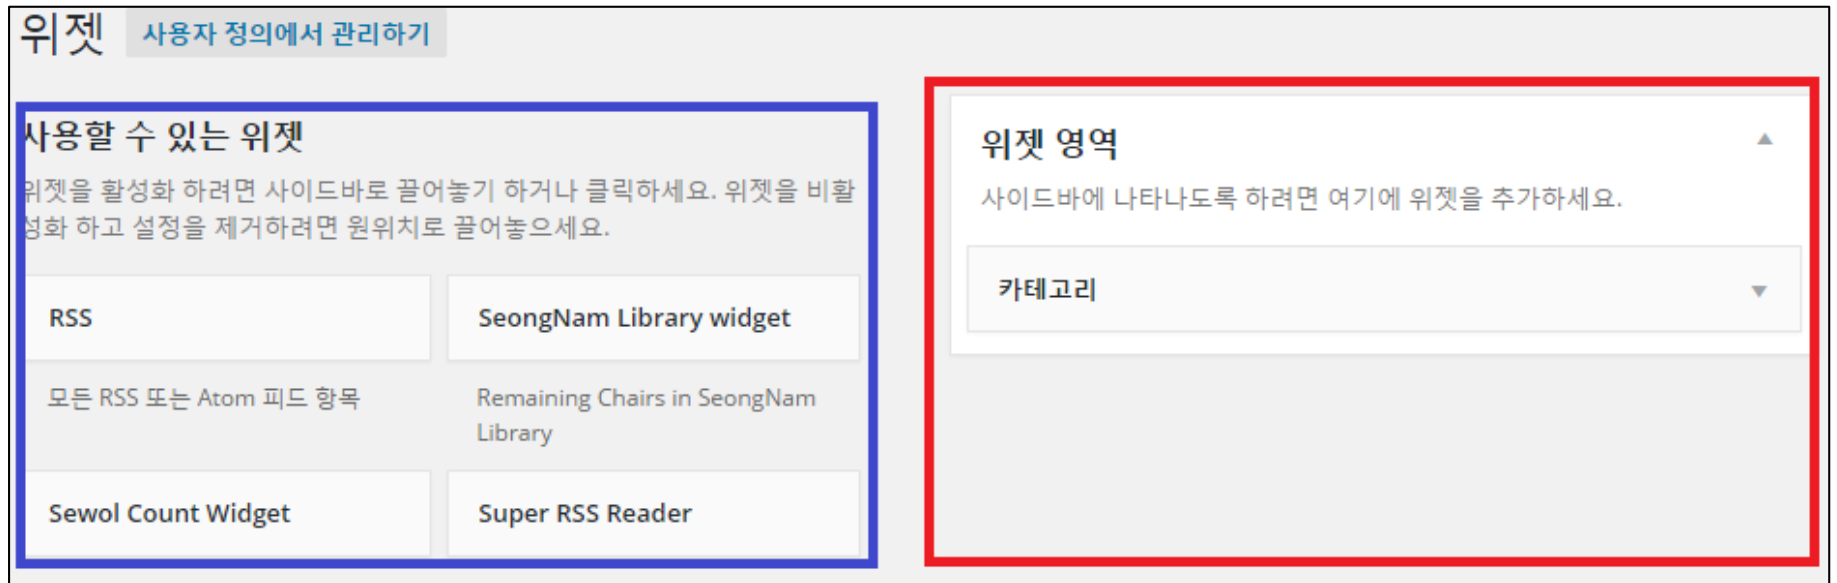 위젯 사용자 정의에서 관리하기
사용할 수 있는 위젯
위젯을 활성화 하려면 사이드바로 끌어놓기 하거나 클릭하세요. 위젯을 비활
성화 하고 설정을 제거하려면 원위치로 끌어놓으세요.
RSS
SeongNam Library widget
모든 RSS 또는 Atom 피드 항목
Remaining Chairs in SeongNam
Library
Sewol Count Widget
Super RSS Reader
위젯 영역
사이드바에 나타나도록 하려면 여기에 위젯을 추가하세요.
카테고리